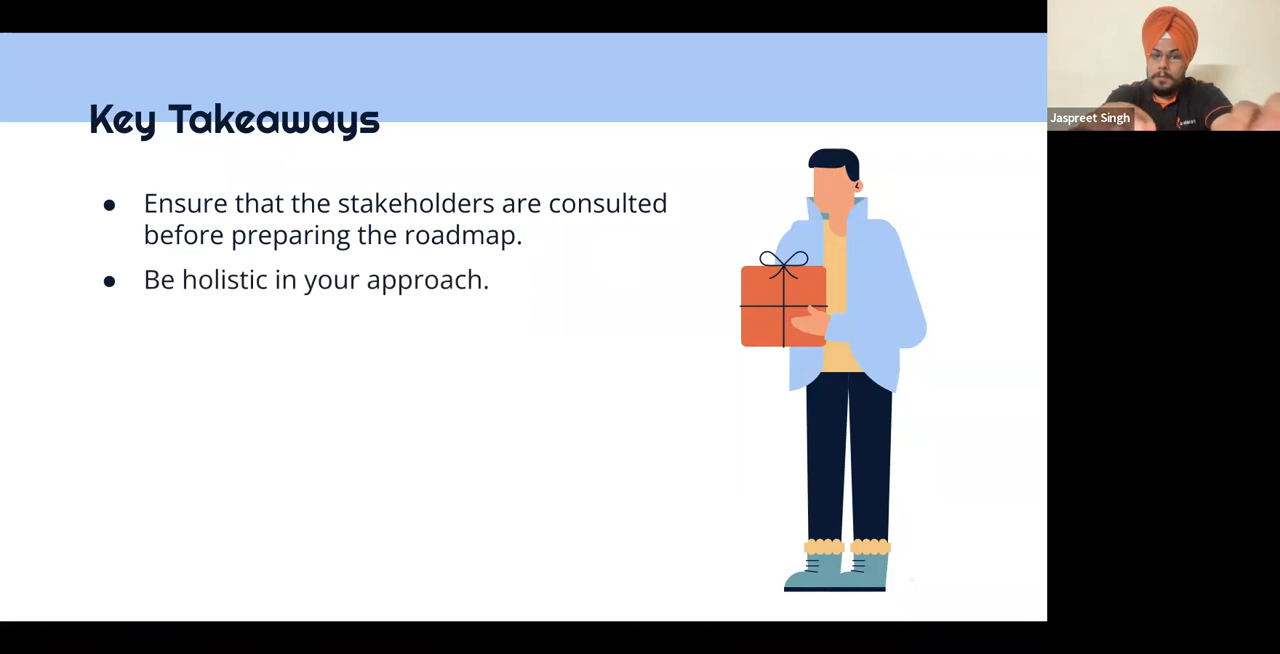 Key Takeaways
● Ensure that the stakeholders are consulted
before preparing the roadmap.
● Be holistic in your approach.
Jaspreet Singh